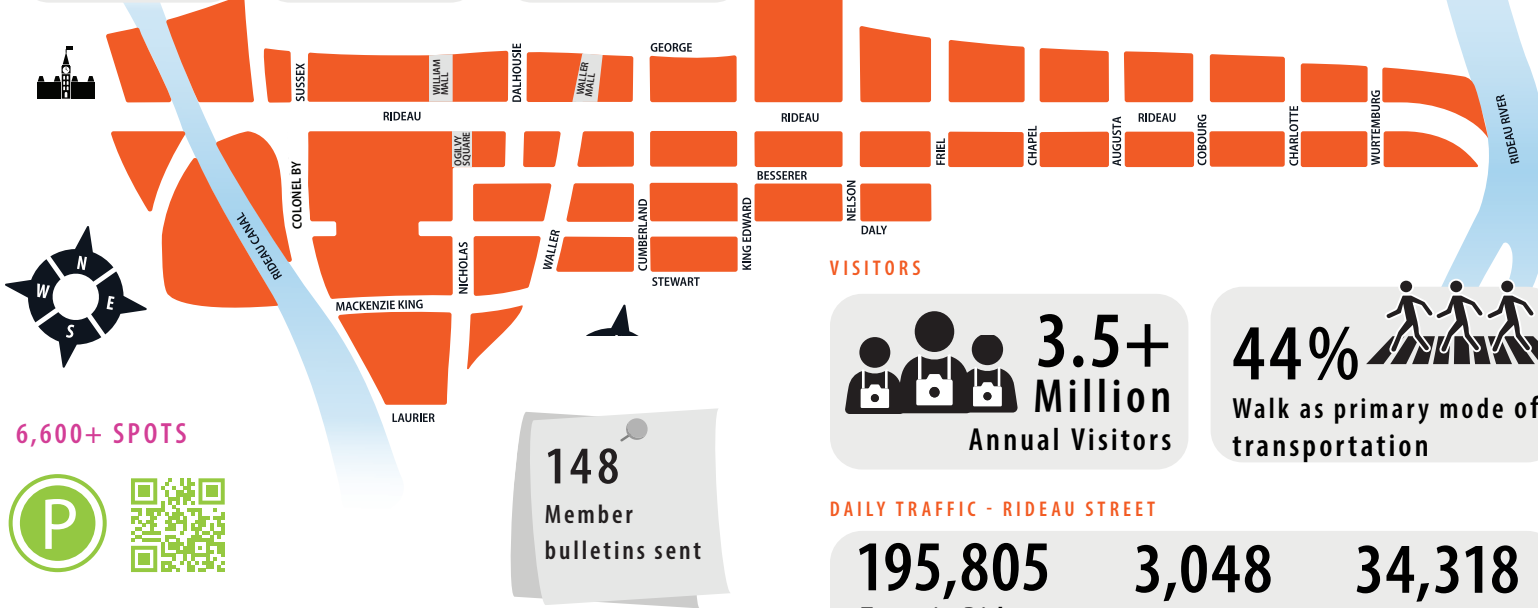 GEORGE
SUSSEX
WILLIAM
MALL
DALHOUSIE
WALLER
MALL
RIDEAU
RIDEAU
RIDEAU
RIDEAU RIVER
OGILVY
SQUARE
FRIEL
CHAPEL
AUGUSTA
COBOURG
CHARLOTTE
WURTEMBURG
BESSERER
COLONEL BY
RIDEAU CANAL
NICHOLAS
WALLER
CUMBERLAND
KING EDWARD
NELSON
DALY
STEWART
MACKENZIE KING
LAURIER
N
W
E
S
VISITORS
3.5+
Million
Annual Visitors
44%
Walk as primary mode of
transportation
6,600+ SPOTS
P
148
Member
bulletins sent
DAILY TRAFFIC - RIDEAU STREET
195,805
3,048
34,318